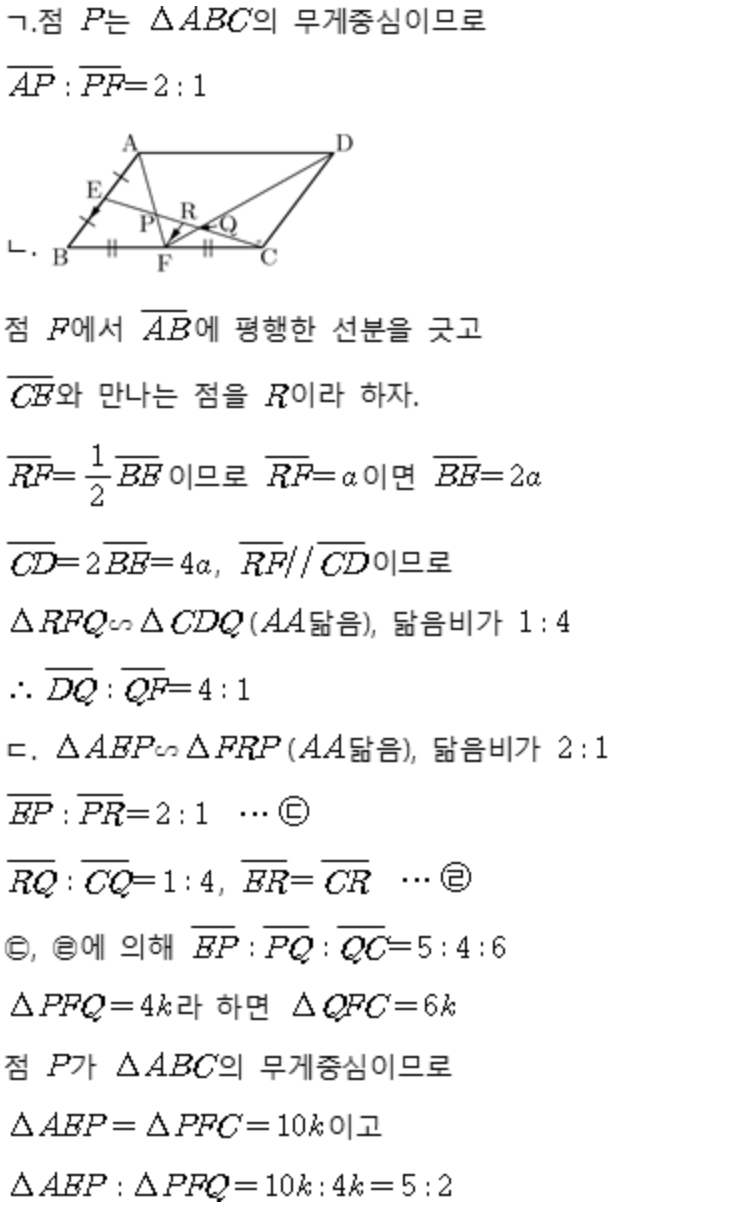 ㄱ.점 P는 △ABC의 무게중심이므로
AP : PF=2 : 1
A D
E
P R Q
ㄴ. B F C
점 F에서 AB에 평행한 선분을 긋고
CE와 만나는 점을 R이라 하자.
RF= 1/2 BE이므로 RF=a이면 BE=2a
CD=2BE=4a, RF//CD이므로
△RFQ∽△CDQ(AA닮음), 닮음비가 1 : 4
∴ DQ : QF=4 : 1
ㄷ. △AEP∽△FRP(AA닮음), 닮음비가 2 : 1
EP : PR=2 : 1 … ㉢
RQ : CQ=1 : 4, ER= CR … ㉣
㉢, ㉣에 의해 EP : PQ : QC=5 : 4 : 6
△PFQ=4k라 하면 △QFC=6k
점 P가 △ABC의 무게중심이므로
△AEP= △PFC=10k이고
△AEP : △PFQ=10k : 4k=5 : 2